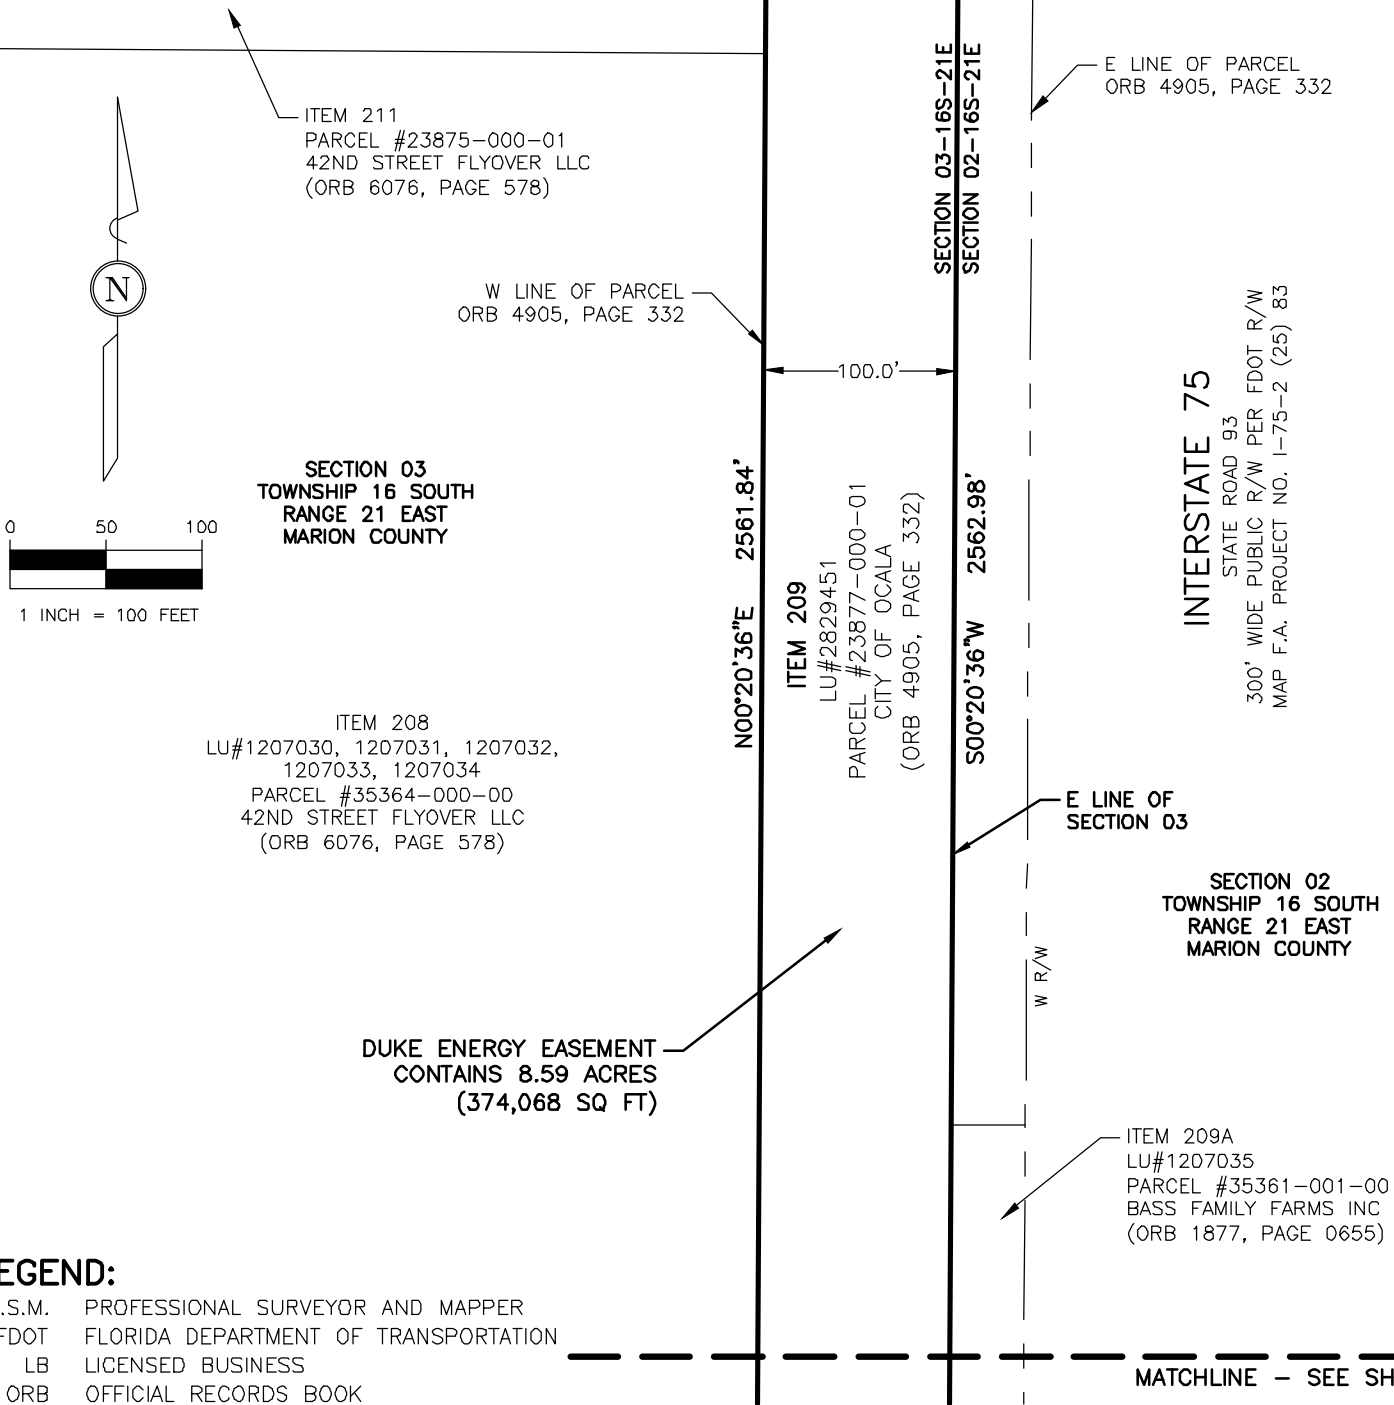 E LINE OF PARCEL
ORB 4905, PAGE 332
ITEM 211
PARCEL #23875-000-01
42ND STREET FLYOVER LLC
(ORB 6076, PAGE 578)
SECTION 03-16S-21E
SECTION 02-16S-21E
N
W LINE OF PARCEL
ORB 4905, PAGE 332
100.0'
INTERSTATE 75
STATE ROAD 93
300' WIDE PUBLIC R/W PER FDOT R/W
MAP F.A. PROJECT NO. I-75-2 (25) 83
SECTION 03
TOWNSHIP 16 SOUTH
RANGE 21 EAST
MARION COUNTY
0 50 100
1 INCH = 100 FEET
N00°20'36"E 2561.84'
ITEM 209
LU#2829451
PARCEL #23877-000-01
CITY OF OCALA
(ORB 4905, PAGE 332)
S00°20'36"W 2562.98'
ITEM 208
LU#1207030, 1207031, 1207032,
1207033, 1207034
PARCEL #35364-000-00
42ND STREET FLYOVER LLC
(ORB 6076, PAGE 578)
E LINE OF
SECTION 03
SECTION 02
TOWNSHIP 16 SOUTH
RANGE 21 EAST
MARION COUNTY
W R/W
DUKE ENERGY EASEMENT
CONTAINS 8.59 ACRES
(374,068 SQ FT)
ITEM 209A
LU#1207035
PARCEL #35361-001-00
BASS FAMILY FARMS INC
(ORB 1877, PAGE 0655)
EGEND:
.S.M. PROFESSIONAL SURVEYOR AND MAPPER
FDOT FLORIDA DEPARTMENT OF TRANSPORTATION
LB LICENSED BUSINESS
ORB OFFICIAL RECORDS BOOK
MATCHLINE - SEE SH